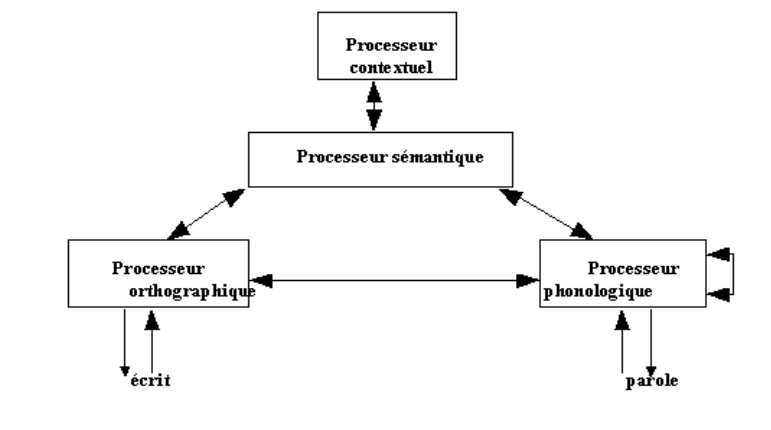 Processeur
contextuel
Processeur sémantique
Processeur
orthographique
Processeur
phonologique
écrit
parole